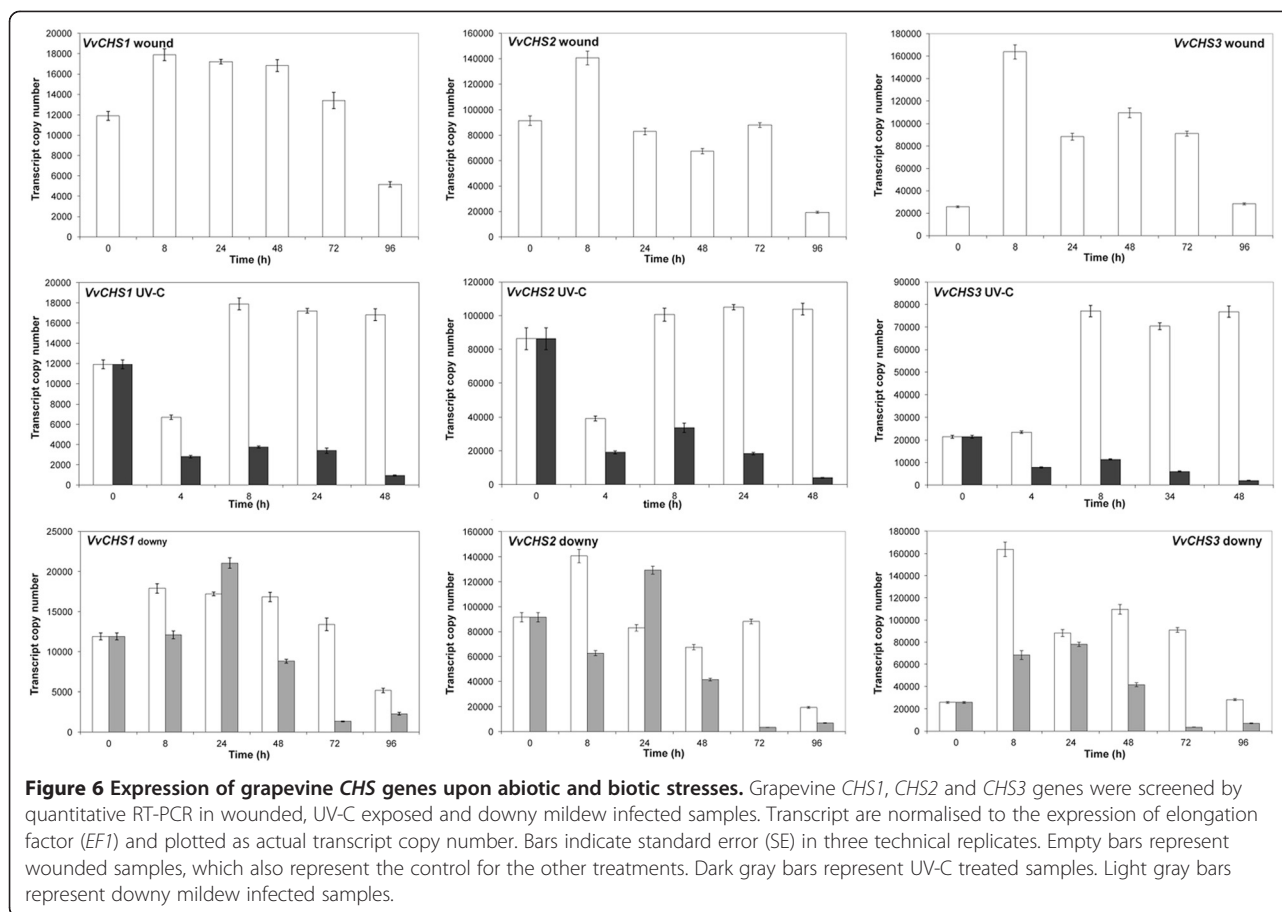 VvCHS1 wound
Transcript copy number
20000
18000
16000
14000
12000
10000
8000
6000
4000
2000
0
0 8 24 48 72 96
Time (h)
VvCHS2 wound
Transcript copy number
160000
140000
120000
100000
80000
60000
40000
20000
0
0 8 24 48 72 96
Time (h)
VvCHS3 wound
Transcript copy number
180000
160000
140000
120000
100000
80000
60000
40000
20000
0
0 8 24 48 72 96
Time (h)
VvCHS1 UV-C
Transcript copy number
20000
18000
16000
14000
12000
10000
8000
6000
4000
2000
0
0 4 8 24 48
Time (h)
VvCHS2 UV-C
Transcript copy number
120000
100000
80000
60000
40000
20000
0
0 4 8 24 48
time (h)
VvCHS3 UV-C
Transcript copy number
90000
80000
70000
60000
50000
40000
30000
20000
10000
0
0 4 8 34 48
Time (h)
VvCHS1 downy
Transcript copy number
25000
20000
15000
10000
5000
0
0 8 24 48 72 96
Time (h)
VvCHS2 downy
Transcript copy number
160000
140000
120000
100000
80000
60000
40000
20000
0
0 8 24 48 72 96
Time (h)
VvCHS3 downy
Transcript copy number
180000
160000
140000
120000
100000
80000
60000
40000
20000
0
0 8 24 48 72 96
Time (h)
Figure 6 Expression of grapevine CHS genes upon abiotic and biotic stresses. Grapevine CHS1, CHS2 and CHS3 genes were screened by
quantitative RT-PCR in wounded, UV-C exposed and downy mildew infected samples. Transcript are normalised to the expression of elongation
factor (EF1) and plotted as actual transcript copy number. Bars indicate standard error (SE) in three technical replicates. Empty bars represent
wounded samples, which also represent the control for the other treatments. Dark gray bars represent UV-C treated samples. Light gray bars
represent downy mildew infected samples.